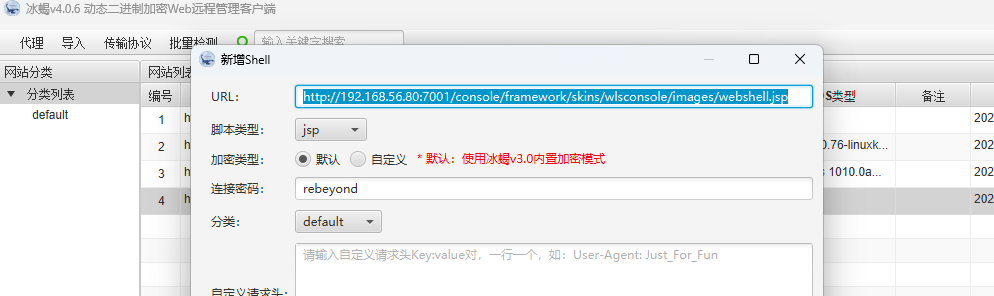 冰蝎v4.0.6 动态二进制加密Web远程管理客户端
代理 导入 传输协议 批量检测 输入关键字搜索
新增Shell
网站分类 网站列表
分类列表
default
编号 OS类型 备注
1 202
2 0.76-linuxk... 202
3 s 1010.0a... 202
4 202
URL: http://192.168.56.80:7001/console/framework/skins/wlsconsole/images/webshell.jsp
脚本类型: jsp
加密类型: 默认 自定义 * 默认：使用冰蝎v3.0内置加密模式
连接密码: rebeyond
分类: default
请输入自定义请求头Key:value对，一行一个，如：User-Agent: Just_For_Fun
自定义请求头: